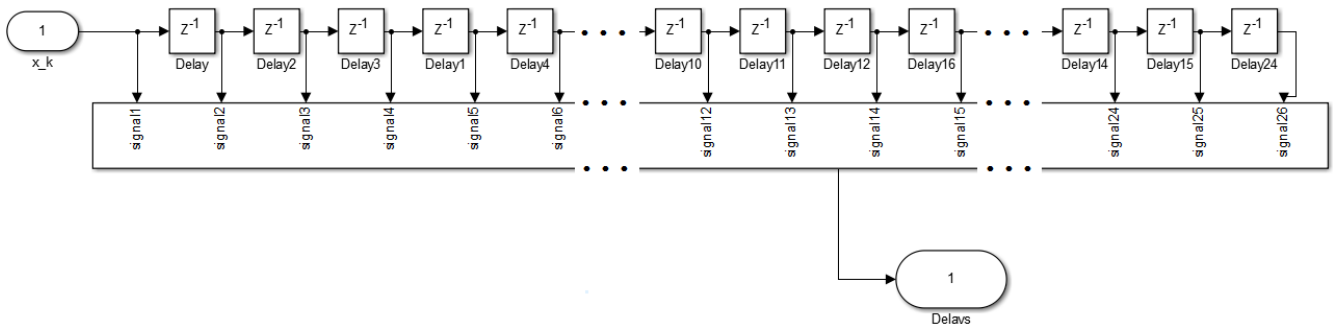 1 Z-1 Z-1 Z-1 Z-1 Z-1 Z-1 Z-1 Z-1 Z-1 Z-1 Z-1 Z-1
x_k Delay Delay2 Delay3 Delay1 Delay4 Delay10 Delay11 Delay12 Delay16 Delay14 Delay15 Delay24
signal1
signal2
signal3
signal4
signal5
signal6
signal12
signal13
signal14
signal15
signal24
signal25
signal26
1
Delays